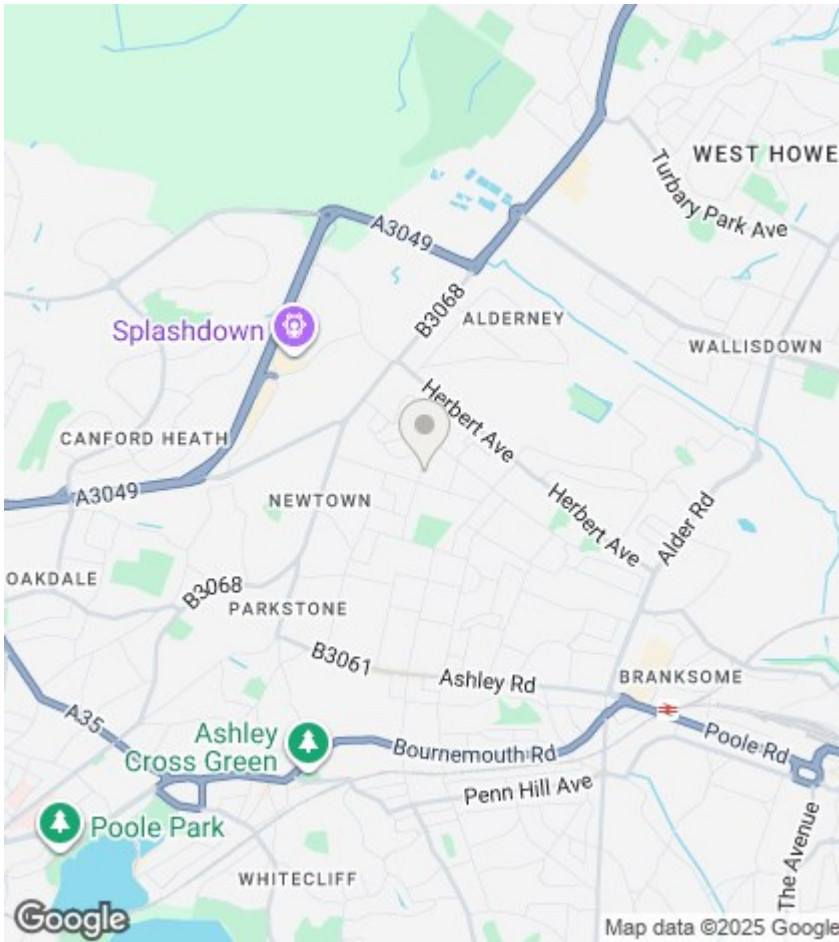 WEST HOWE
Turbary Park Ave
A3049
B3068
ALDERNEY
Splashdown
WALLISDOWN
Herbert Ave
CANFORD HEATH
A3049
NEWTOWN
Herbert Ave
Alder Rd
OAKDALE
B3068
PARKSTONE
B3061
Ashley Rd
BRANKSOME
A35
Ashley
Cross Green
Bournemouth Rd
Poole Rd
Penn Hill Ave
Poole Park
The Avenue
WHITECLIFF
Google
Map data ©2025 Google